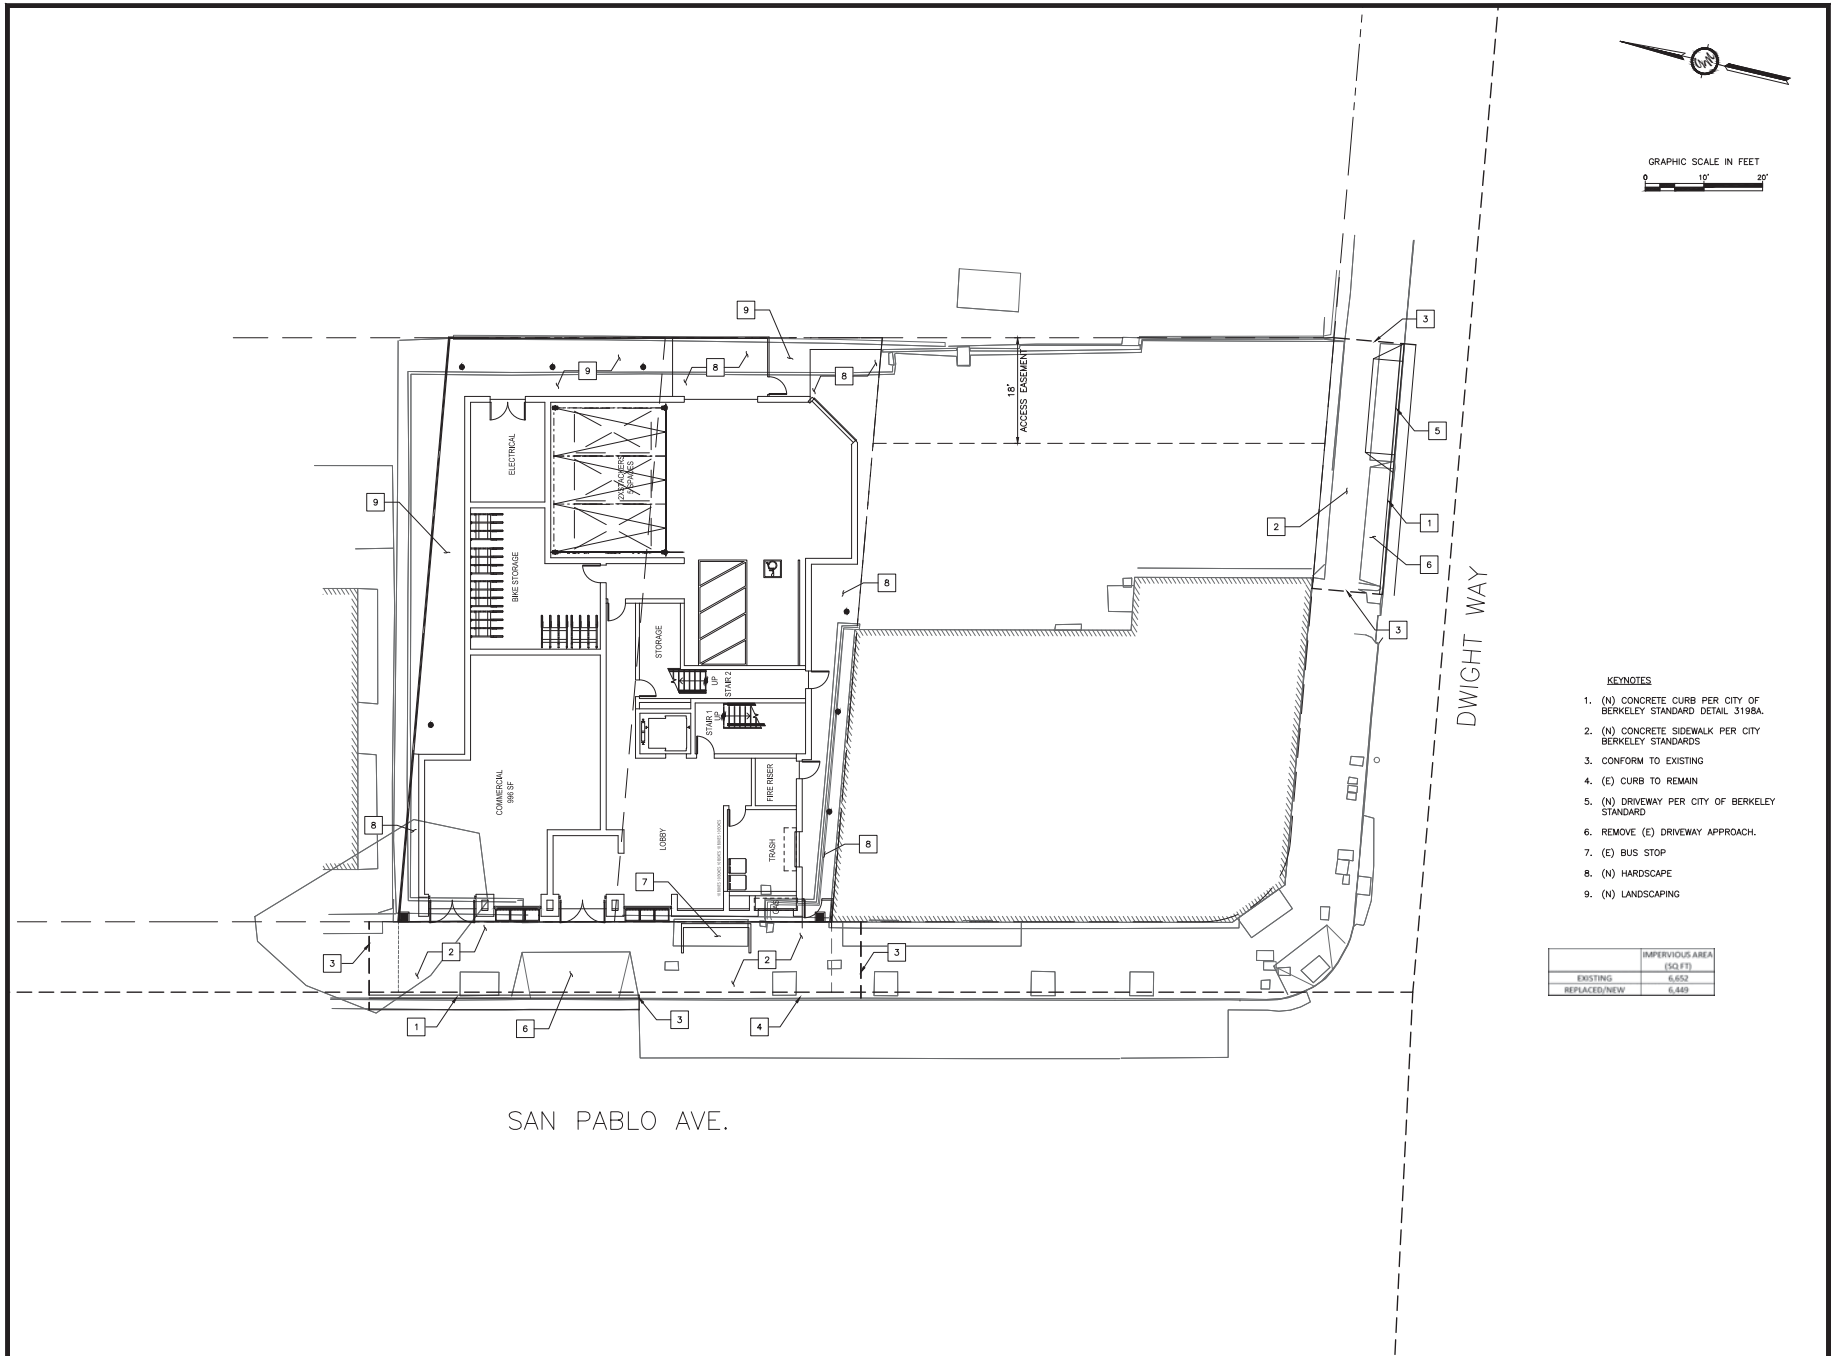 GRAPHIC SCALE IN FEET
0 10' 20'
9
3
9
8
8
18'
ACCESS EASEMENT
5
ELECTRICAL
2X STACKERS
5 SPACES
9
2
1
6
BIKE STORAGE
8
3
STORAGE
UP
STAIR 2
STAIR 1
UP
DWIGHT WAY
COMMERCIAL
996 SF
FIRE RISER
8
LOBBY
TRASH
8
7
3
2
2
3
1
6
3
4
SAN PABLO AVE.
KEYNOTES
1. (N) CONCRETE CURB PER CITY OF
BERKELEY STANDARD DETAIL 3198A.
2. (N) CONCRETE SIDEWALK PER CITY
BERKELEY STANDARDS
3. CONFORM TO EXISTING
4. (E) CURB TO REMAIN
5. (N) DRIVEWAY PER CITY OF BERKELEY
STANDARD
6. REMOVE (E) DRIVEWAY APPROACH.
7. (E) BUS STOP
8. (N) HARDSCAPE
9. (N) LANDSCAPING
IMPERVIOUS AREA
(SQ FT)
EXISTING 6,652
REPLACED/NEW 6,449